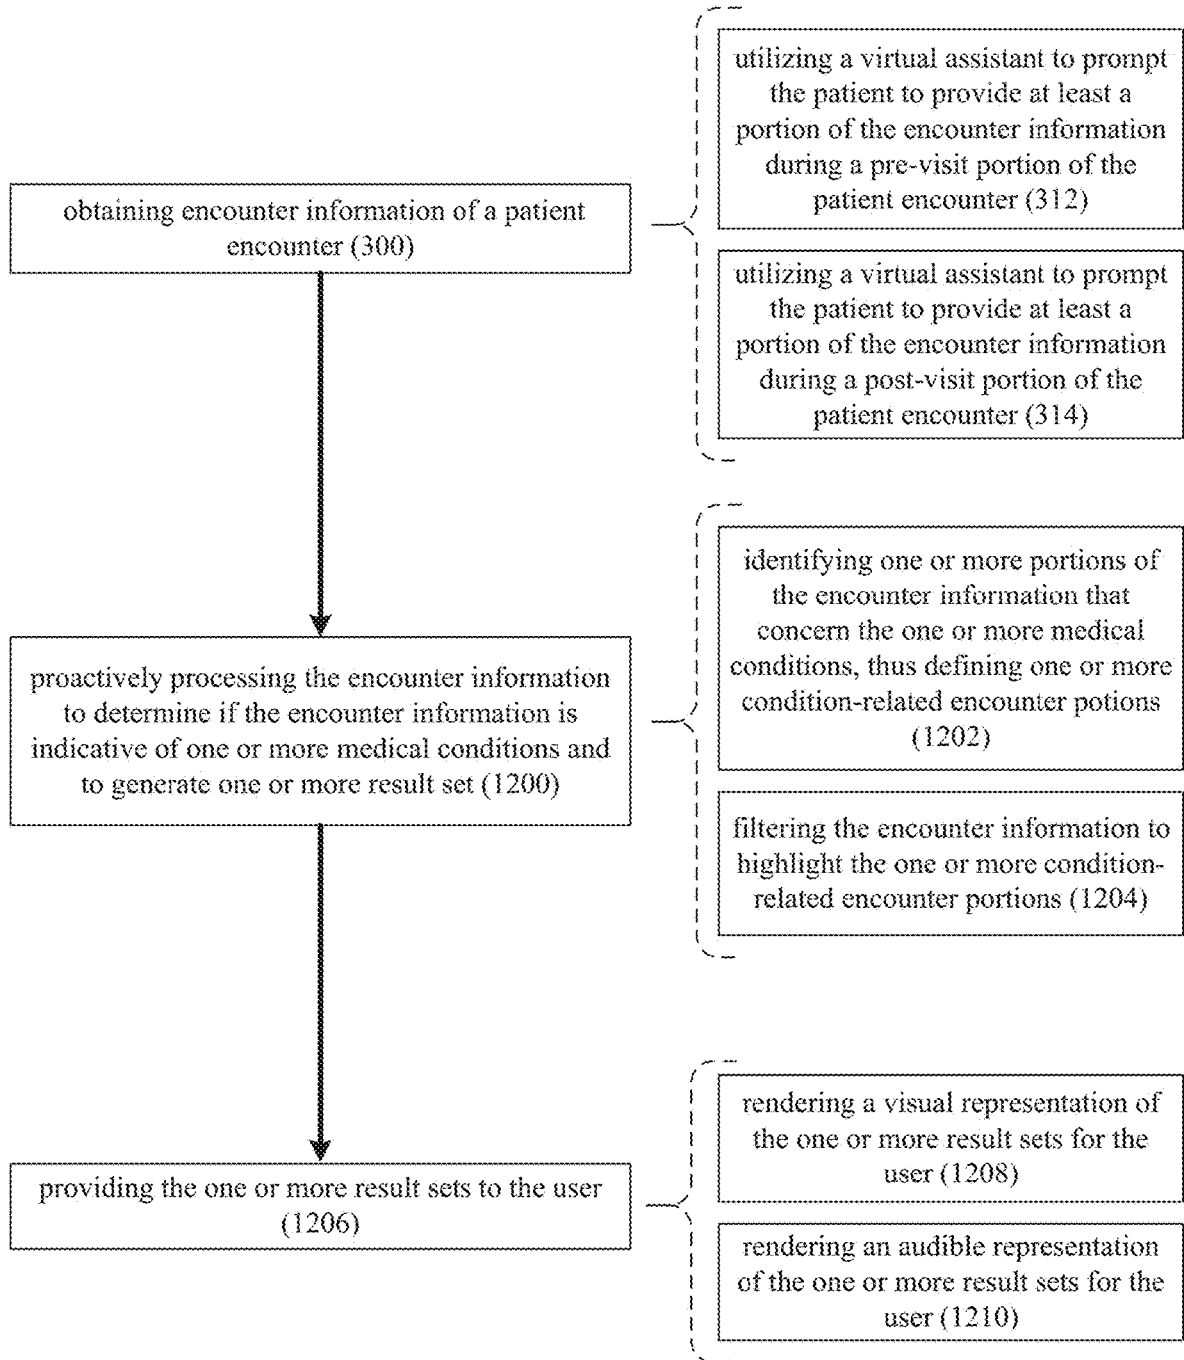 obtaining encounter information of a patient
encounter (300)
utilizing a virtual assistant to prompt
the patient to provide at least a
portion of the encounter information
during a pre-visit portion of the
patient encounter (312)
utilizing a virtual assistant to prompt
the patient to provide at least a
portion of the encounter information
during a post-visit portion of the
patient encounter (314)
proactively processing the encounter information
to determine if the encounter information is
indicative of one or more medical conditions and
to generate one or more result set (1200)
identifying one or more portions of
the encounter information that
concern the one or more medical
conditions, thus defining one or more
condition-related encounter potions
(1202)
filtering the encounter information to
highlight the one or more condition-
related encounter portions (1204)
providing the one or more result sets to the user
(1206)
rendering a visual representation of
the one or more result sets for the
user (1208)
rendering an audible representation
of the one or more result sets for the
user (1210)